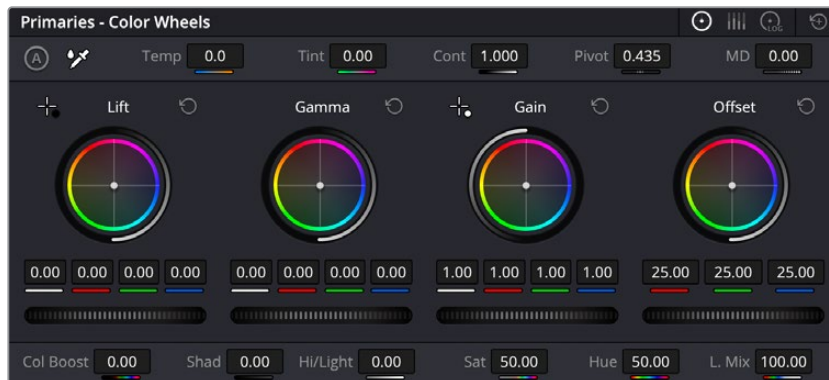 Primaries - Color Wheels
LOG
A Temp 0.0 Tint 0.00 Cont 1.000 Pivot 0.435 MD 0.00
Lift Gamma Gain Offset
0.00 0.00 0.00 0.00 0.00 0.00 0.00 0.00 1.00 1.00 1.00 1.00 25.00 25.00 25.00
Col Boost 0.00 Shad 0.00 Hi/Light 0.00 Sat 50.00 Hue 50.00 L. Mix 100.00